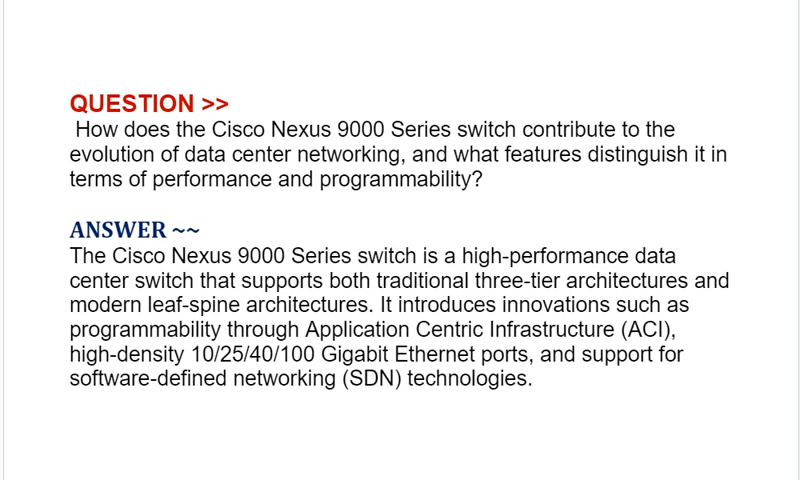 QUESTION >>
How does the Cisco Nexus 9000 Series switch contribute to the
evolution of data center networking, and what features distinguish it in
terms of performance and programmability?
ANSWER ~~
The Cisco Nexus 9000 Series switch is a high-performance data
center switch that supports both traditional three-tier architectures and
modern leaf-spine architectures. It introduces innovations such as
programmability through Application Centric Infrastructure (ACI),
high-density 10/25/40/100 Gigabit Ethernet ports, and support for
software-defined networking (SDN) technologies.